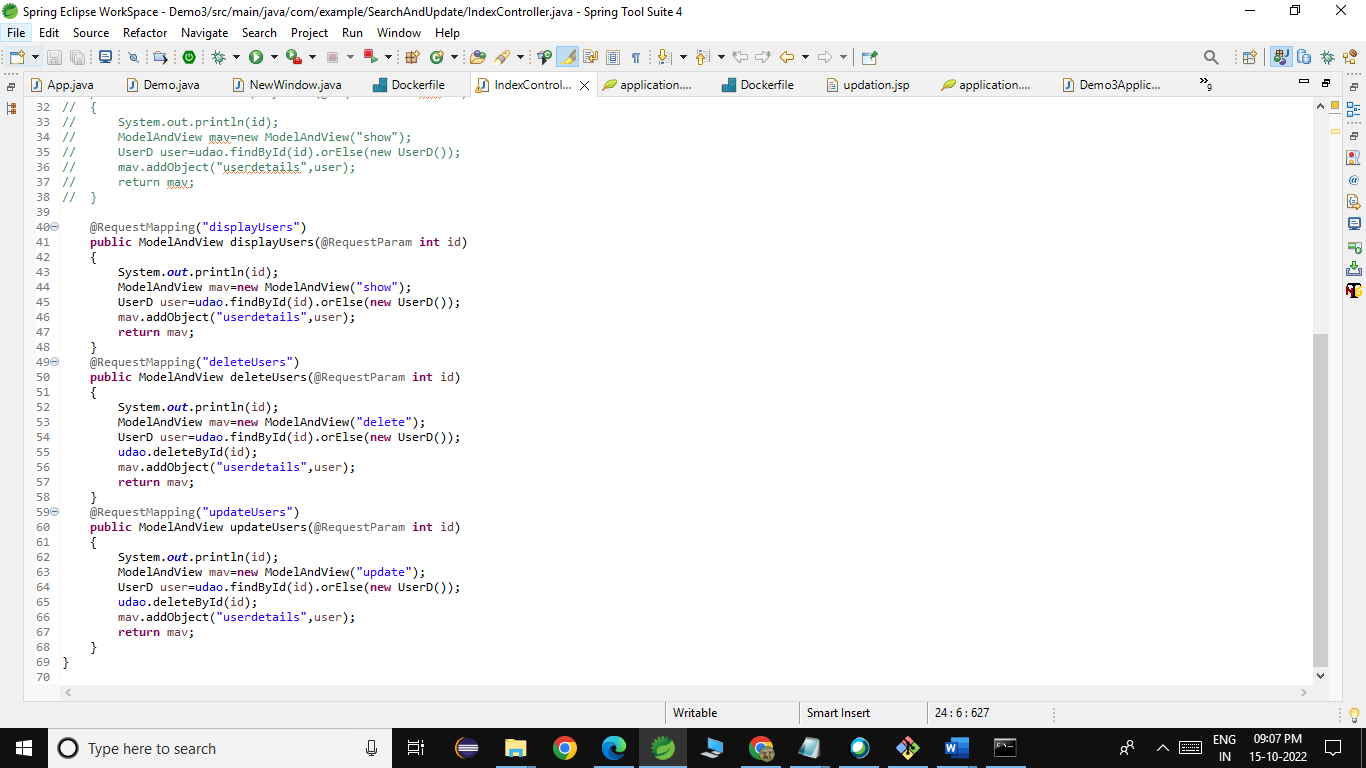 Spring Eclipse WorkSpace - Demo3/src/main/java/com/example/SearchAndUpdate/IndexController.java - Spring Tool Suite 4
File Edit Source Refactor Navigate Search Project Run Window Help
App.java Demo.java NewWindow.java Dockerfile IndexControl... application.... Dockerfile updation.jsp application.... Demo3Applic... »9
32 // {
33 // System.out.println(id);
34 // ModelAndView mav=new ModelAndView("show");
35 // UserD user=udao.findById(id).orElse(new UserD());
36 // mav.addObject("userdetails",user);
37 // return mav;
38 // }
39
40 @RequestMapping("displayUsers")
41 public ModelAndView displayUsers(@RequestParam int id)
42 {
43 System.out.println(id);
44 ModelAndView mav=new ModelAndView("show");
45 UserD user=udao.findById(id).orElse(new UserD());
46 mav.addObject("userdetails",user);
47 return mav;
48 }
49 @RequestMapping("deleteUsers")
50 public ModelAndView deleteUsers(@RequestParam int id)
51 {
52 System.out.println(id);
53 ModelAndView mav=new ModelAndView("delete");
54 UserD user=udao.findById(id).orElse(new UserD());
55 udao.deleteById(id);
56 mav.addObject("userdetails",user);
57 return mav;
58 }
59 @RequestMapping("updateUsers")
60 public ModelAndView updateUsers(@RequestParam int id)
61 {
62 System.out.println(id);
63 ModelAndView mav=new ModelAndView("update");
64 UserD user=udao.findById(id).orElse(new UserD());
65 udao.deleteById(id);
66 mav.addObject("userdetails",user);
67 return mav;
68 }
69 }
70
Writable Smart Insert 24 : 6 : 627
Type here to search
ENG 09:07 PM
IN 15-10-2022